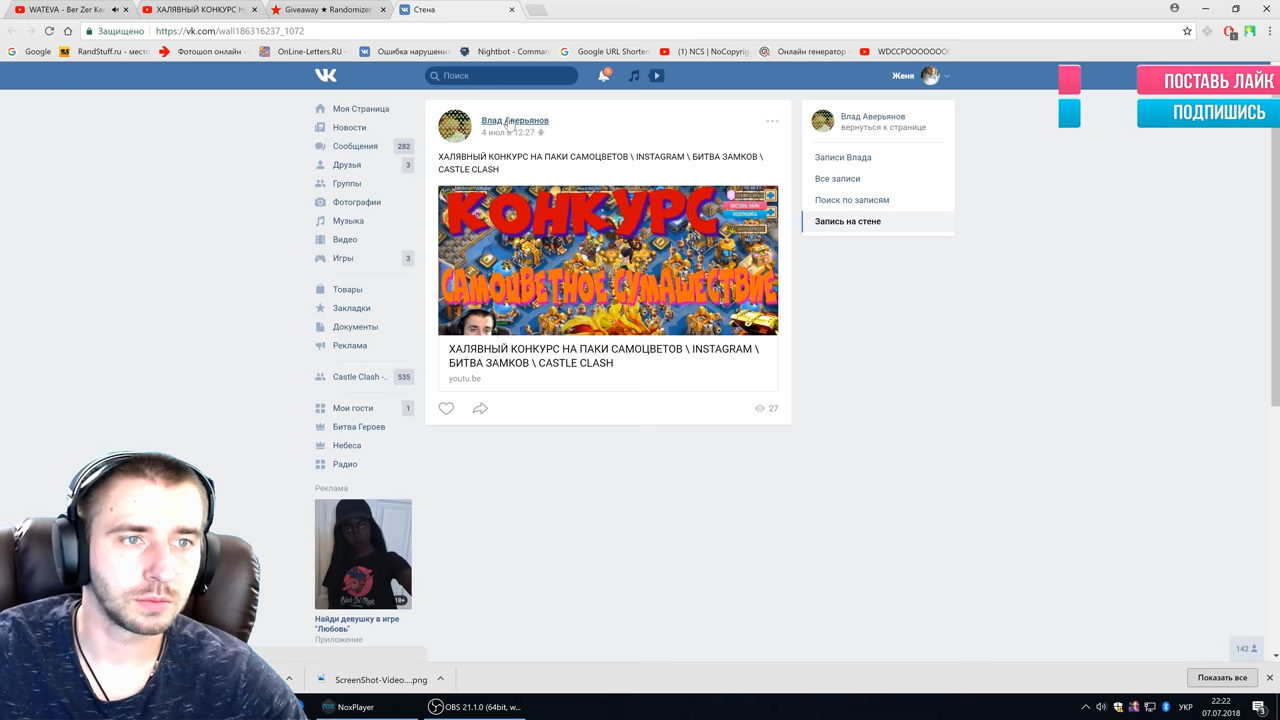 WATEVA - Ber Zer Ke
ХАЛЯВНЫЙ КОНКУРС Н
Giveaway ★ Randomizer
Стена
Защищено
https://vk.com/wall186316237_1072
Google
RandStuff.ru - место
Фотошоп онлайн -
OnLine-Letters.RU
Ошибка нарушени
Nightbot - Comman
Google URL Shorten
(1) NCS | NoCopyrig
Онлайн генератор
WDCCPOOOOOOO
Поиск
Женя
ПОСТАВЬ ЛАЙК
ПОДПИШИСЬ
Моя Страница
Новости
Сообщения 282
Друзья 3
Группы
Фотографии
Музыка
Видео
Игры 3
Товары
Закладки
Документы
Реклама
Castle Clash -.. 535
Мои гости 1
Битва Героев
Небеса
Радио
Реклама
18+
Найди девушку в игре
"Любовь"
Приложение
Влад Аверьянов
4 июл в 12:27
ХАЛЯВНЫЙ КОНКУРС НА ПАКИ САМОЦВЕТОВ \ INSTAGRAM \ БИТВА ЗАМКОВ \
CASTLE CLASH
КОНКУРС
ПОСТАВЬ ЛАЙК
ПОДПИШИСЬ
САМОЦВЕТНОЕ СУМАШЕСТВИЕ
ХАЛЯВНЫЙ КОНКУРС НА ПАКИ САМОЦВЕТОВ \ INSTAGRAM \
БИТВА ЗАМКОВ \ CASTLE CLASH
youtu.be
27
Влад Аверьянов
вернуться к странице
Записи Влада
Все записи
Поиск по записям
Запись на стене
142
ScreenShot-Video....png
Показать все
NoxPlayer
OBS 21.1.0 (64bit, w...
УКР
22:22
07.07.2018
3